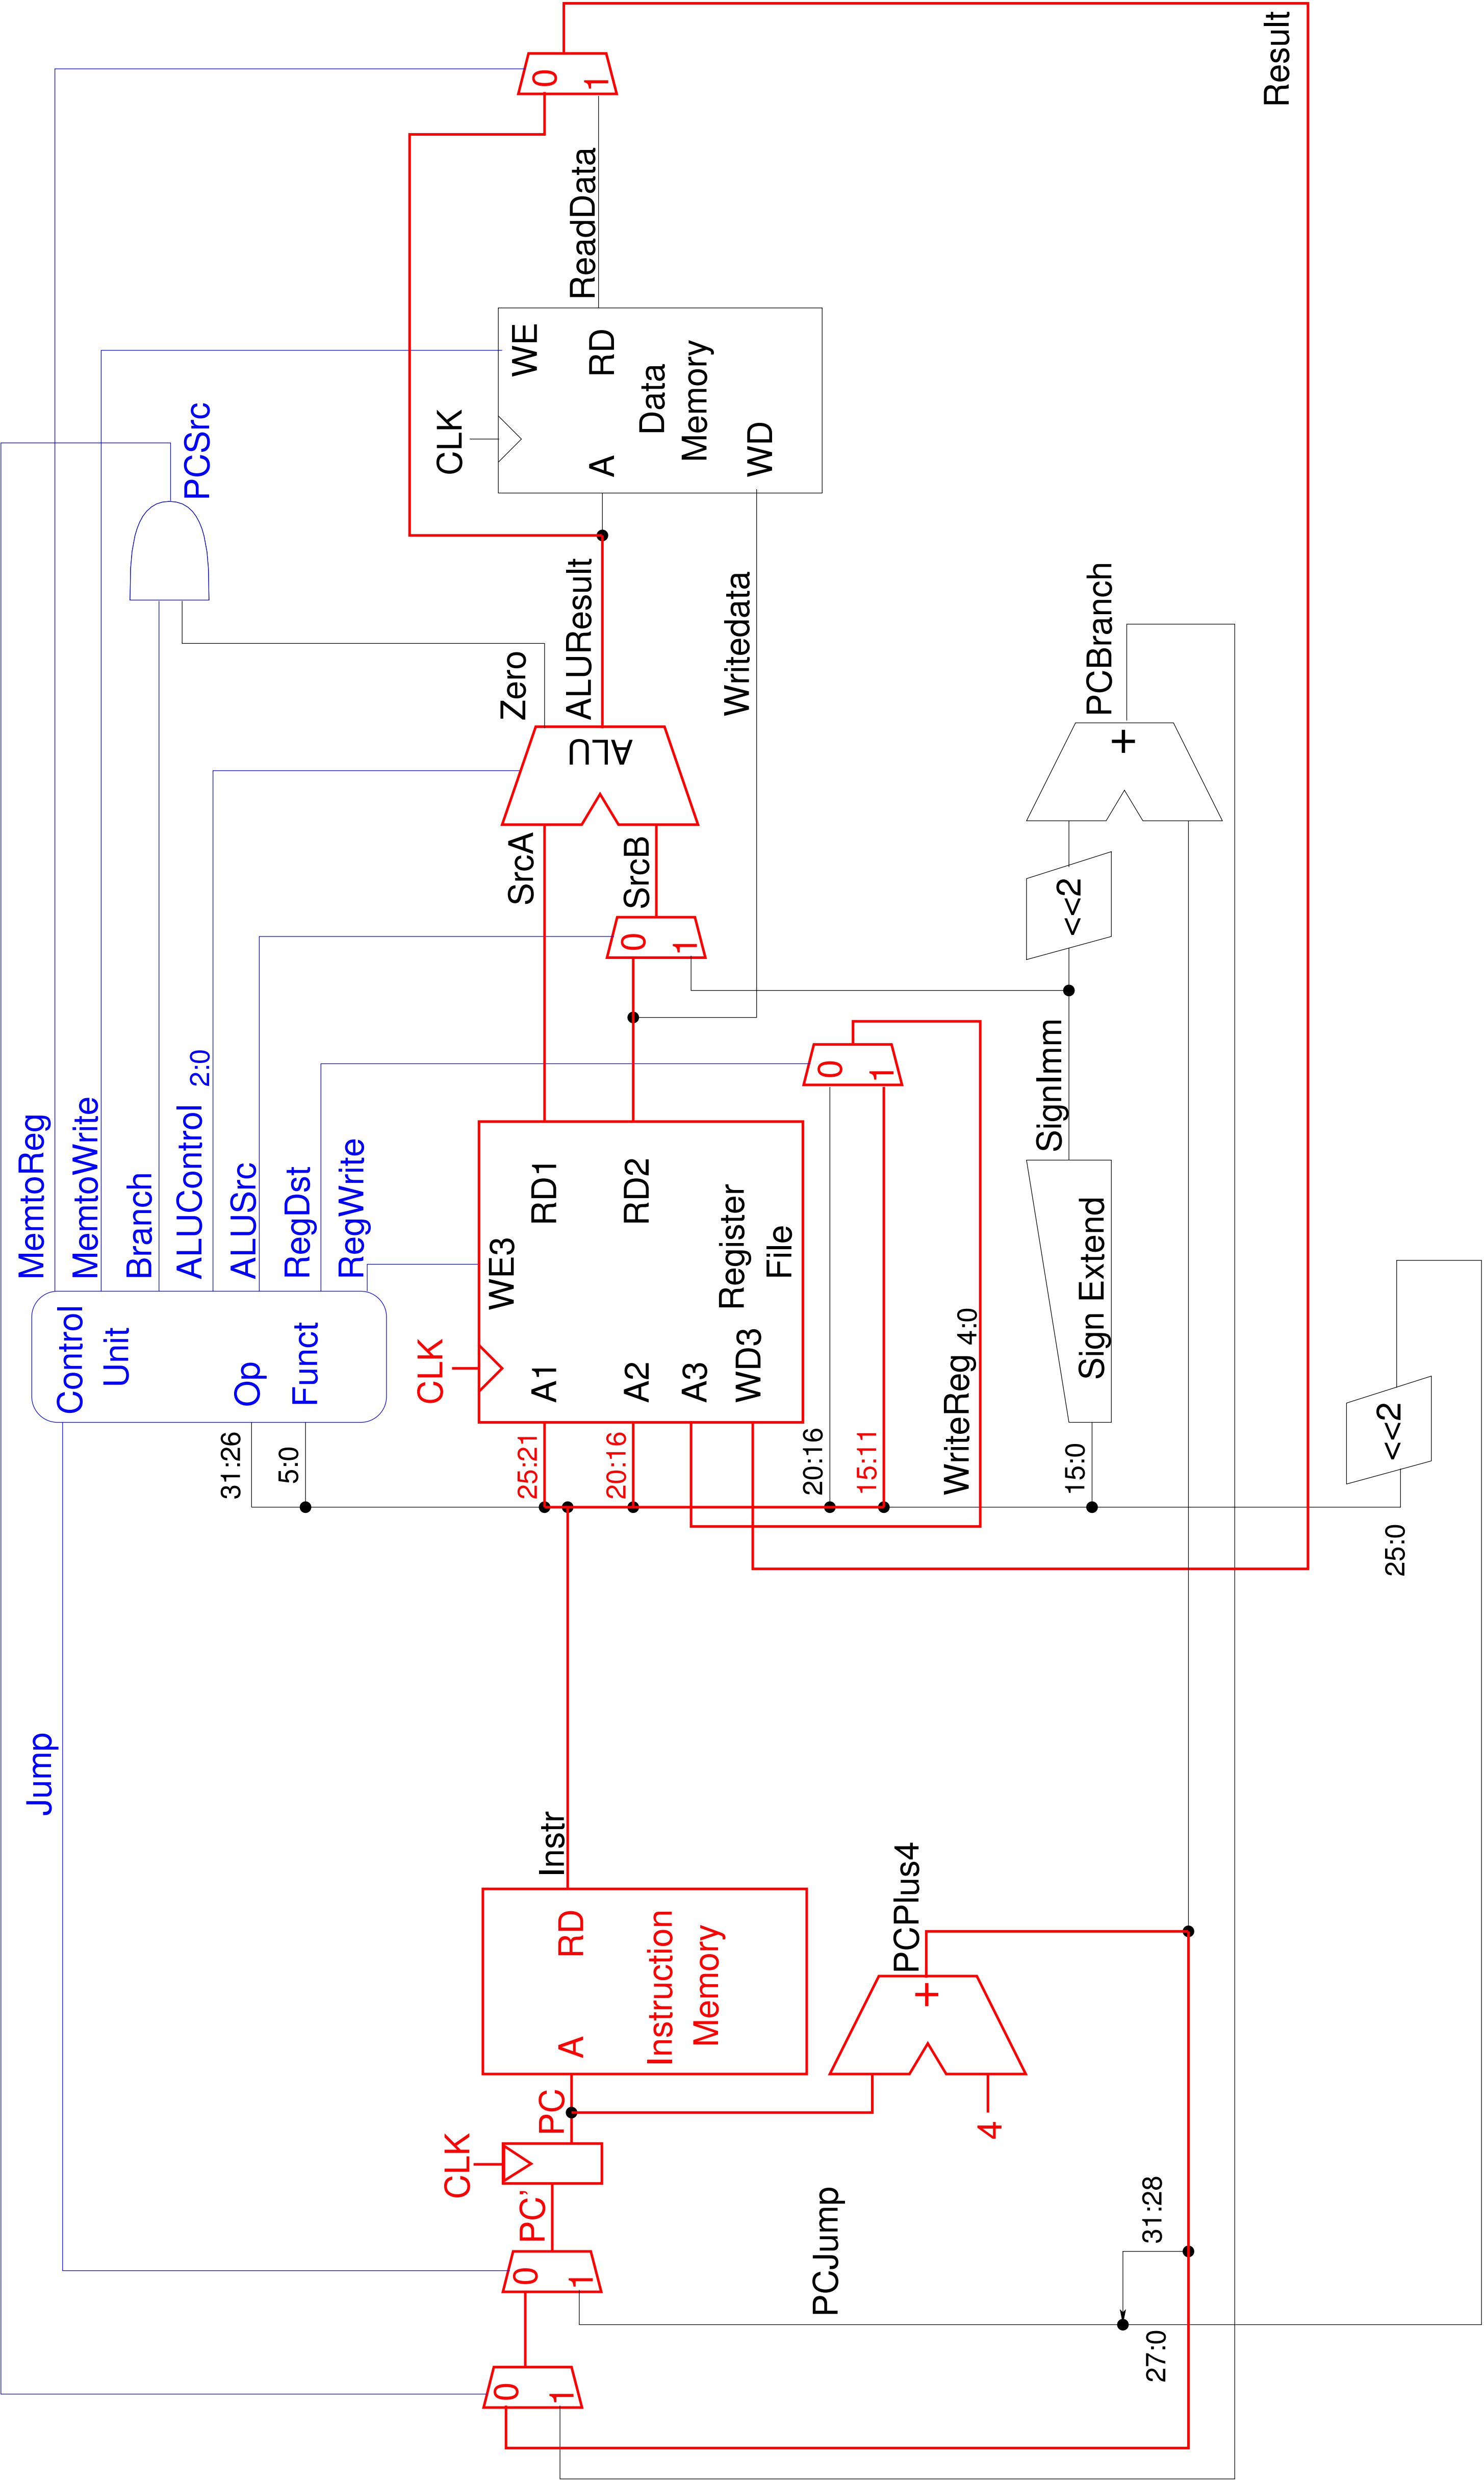 Jump
MemtoReg
MemtoWrite
Branch
ALUControl 2:0
ALUSrc
RegDst
RegWrite
Control
Unit
Op
Funct
31:26
5:0
PCSrc
CLK
CLK
CLK
0
1
0
1
PC'
PC
A
RD
Instruction
Memory
Instr
25:21
20:16
A1
A2
A3
WD3
WE3
RD1
RD2
Register
File
20:16
15:11
0
1
WriteReg 4:0
SrcA
SrcB
0
1
ALU
Zero
ALUResult
Writedata
A
RD
WE
Data
Memory
WD
ReadData
0
1
PCPlus4
+
4
15:0
Sign Extend
SignImm
<<2
+
PCBranch
PCJump
31:28
27:0
25:0
<<2
Result